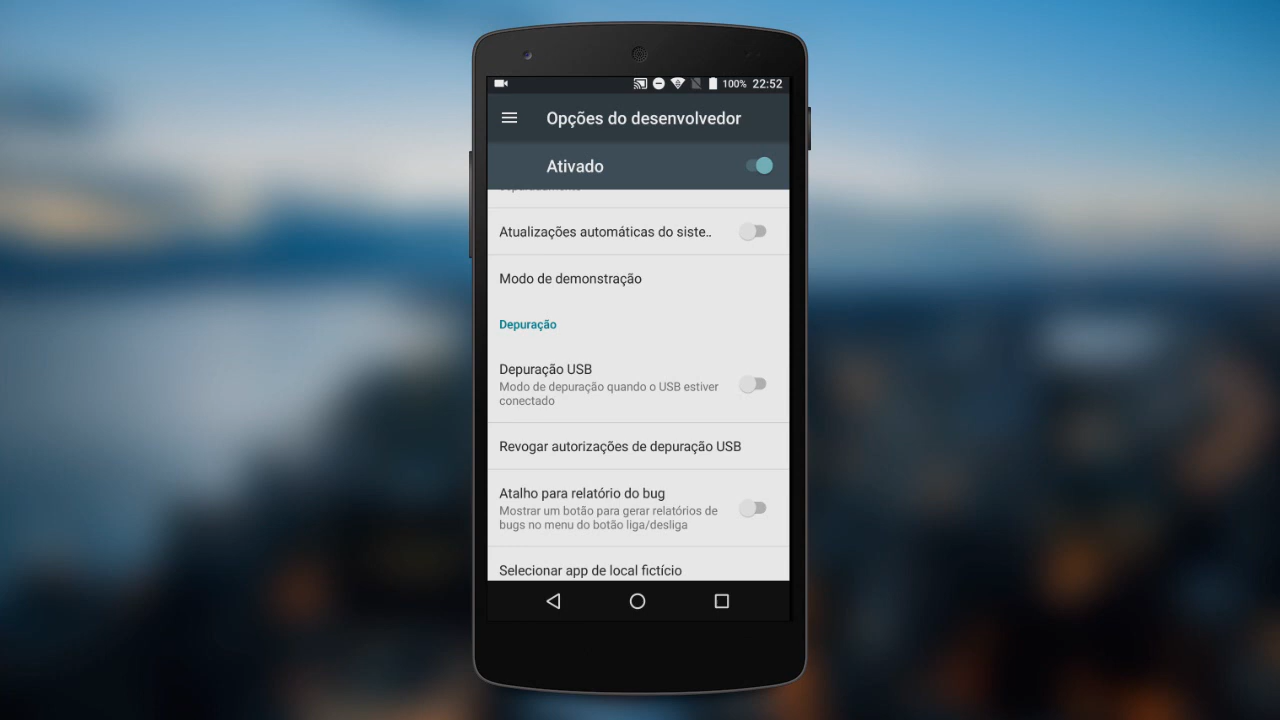 100% 22:52
Opções do desenvolvedor
Ativado
Atualizações automáticas do siste..
Modo de demonstração
Depuração
Depuração USB
Modo de depuração quando o USB estiver
conectado
Revogar autorizações de depuração USB
Atalho para relatório do bug
Mostrar um botão para gerar relatórios de
bugs no menu do botão liga/desliga
Selecionar app de local fictício